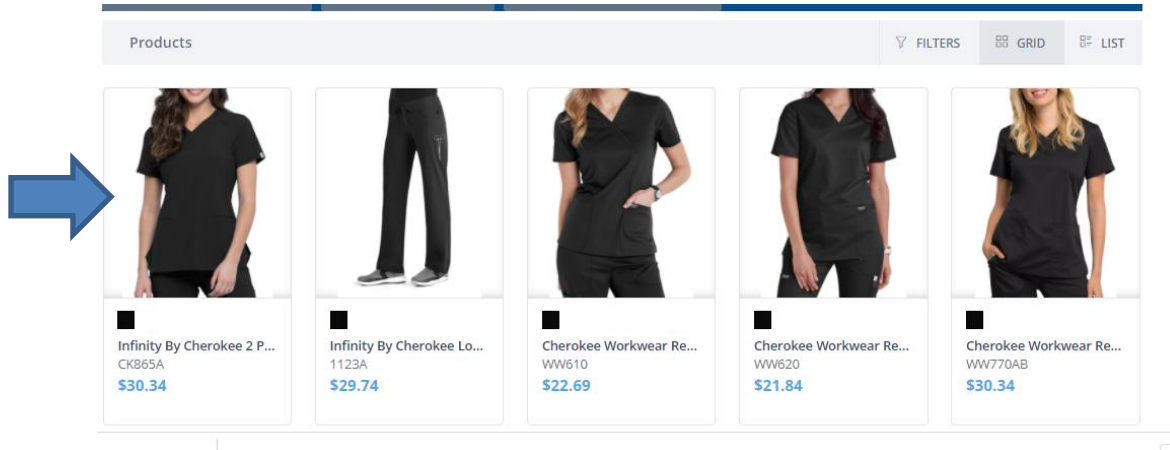 Products
FILTERS
GRID
LIST
Infinity By Cherokee 2 P...
CK865A
$30.34
Infinity By Cherokee Lo...
1123A
$29.74
Cherokee Workwear Re...
WW610
$22.69
Cherokee Workwear Re...
WW620
$21.84
Cherokee Workwear Re...
WW770AB
$30.34